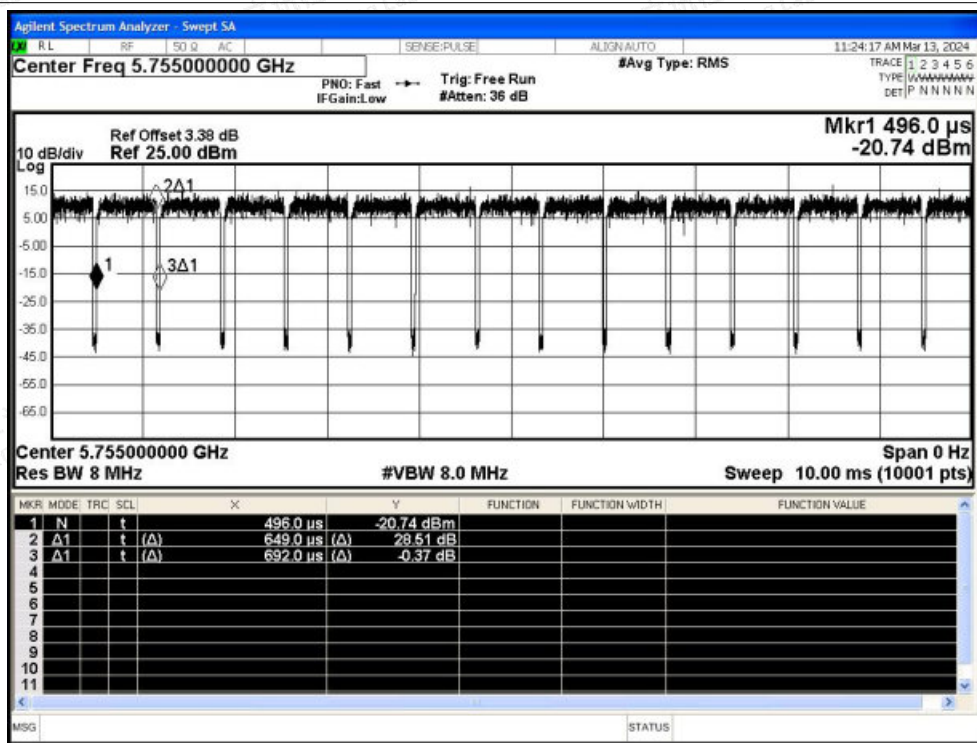 Agilent Spectrum Analyzer - Swept SA
RL RF 50 Ω AC SENSE:PULSE ALIGN AUTO 11:24:17 AM Mar 13, 2024
Center Freq 5.755000000 GHz #Avg Type: RMS TRACE 1 2 3 4 5 6
PNO: Fast Trig: Free Run TYPE
IFGain:Low #Atten: 36 dB DET P N N N N N
Ref Offset 3.38 dB Mkr1 496.0 µs
10 dB/div Ref 25.00 dBm -20.74 dBm
Log
15.0
2Δ1
5.00
-5.00
1 3Δ1
-15.0
-25.0
-35.0
-45.0
-55.0
-65.0
Center 5.755000000 GHz Span 0 Hz
Res BW 8 MHz #VBW 8.0 MHz Sweep 10.00 ms (10001 pts)
MKR MODE TRC SCL X Y FUNCTION FUNCTION WIDTH FUNCTION VALUE
1 N t 496.0 µs -20.74 dBm
2 Δ1 t (Δ) 649.0 µs (Δ) 28.51 dB
3 Δ1 t (Δ) 692.0 µs (Δ) -0.37 dB
4
5
6
7
8
9
10
11
MSG STATUS